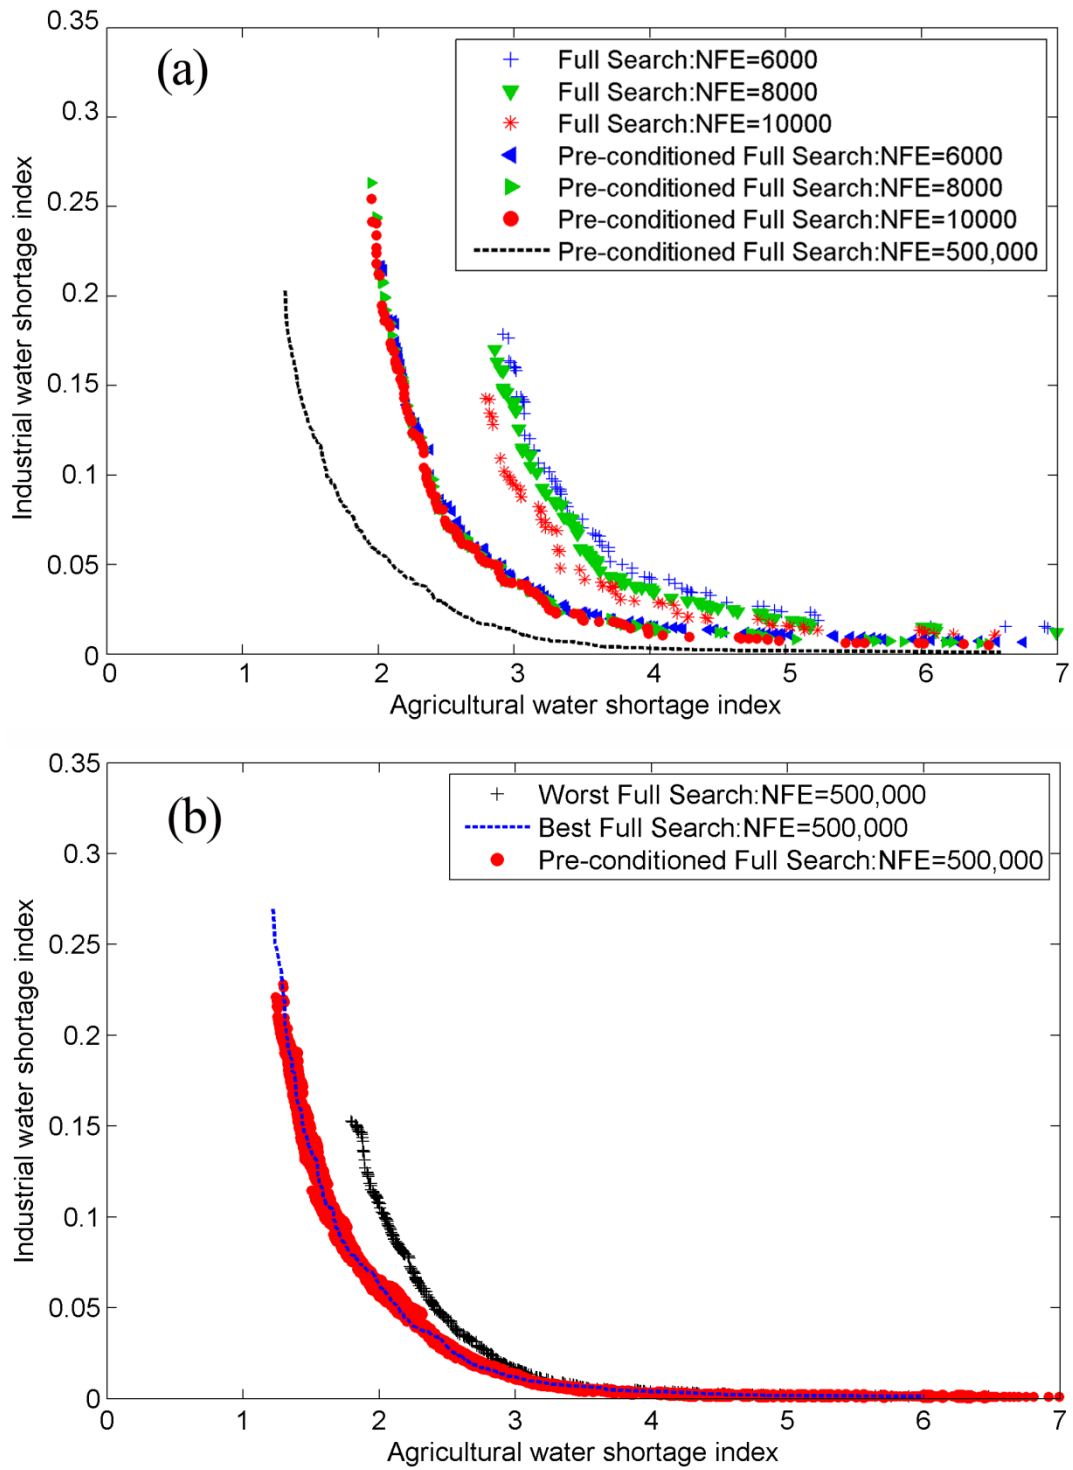 (a)
Full Search:NFE=6000
Full Search:NFE=8000
Full Search:NFE=10000
Pre-conditioned Full Search:NFE=6000
Pre-conditioned Full Search:NFE=8000
Pre-conditioned Full Search:NFE=10000
Pre-conditioned Full Search:NFE=500,000
Industrial water shortage index
0.35
0.3
0.25
0.2
0.15
0.1
0.05
0
0 1 2 3 4 5 6 7
Agricultural water shortage index
(b)
Worst Full Search:NFE=500,000
Best Full Search:NFE=500,000
Pre-conditioned Full Search:NFE=500,000
Industrial water shortage index
0.35
0.3
0.25
0.2
0.15
0.1
0.05
0
0 1 2 3 4 5 6 7
Agricultural water shortage index